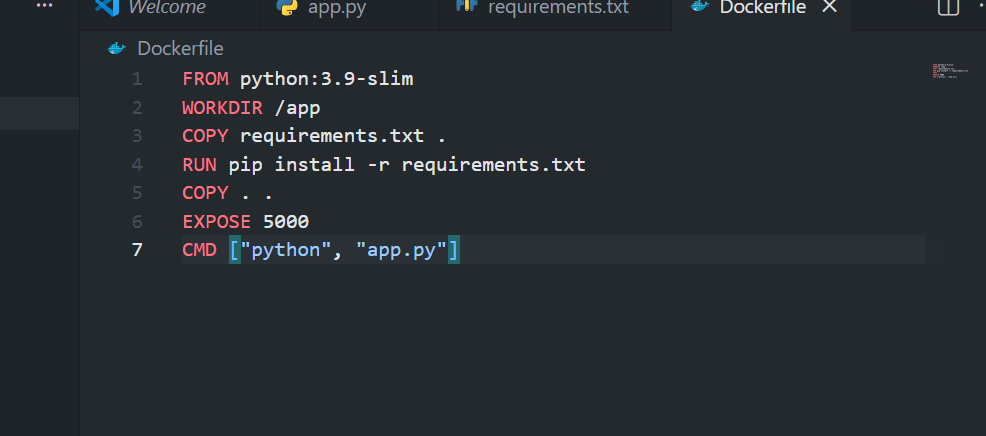 ... Welcome app.py requirements.txt Dockerfile
Dockerfile
1 FROM python:3.9-slim
2 WORKDIR /app
3 COPY requirements.txt .
4 RUN pip install -r requirements.txt
5 COPY . .
6 EXPOSE 5000
7 CMD ["python", "app.py"]